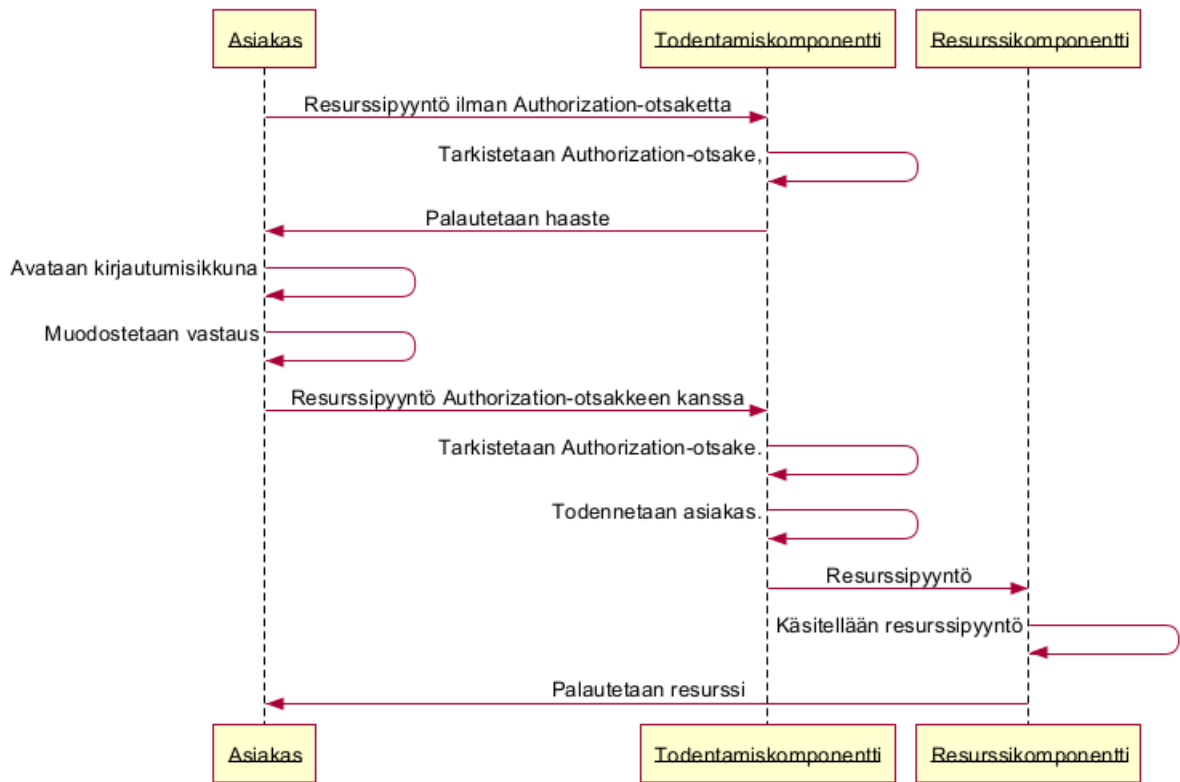 Asiakas
Todentamiskomponentti
Resurssikomponentti
Resurssipyyntö ilman Authorization-otsaketta
Tarkistetaan Authorization-otsake,
Palautetaan haaste
Avataan kirjautumisikkuna
Muodostetaan vastaus
Resurssipyyntö Authorization-otsakkeen kanssa
Tarkistetaan Authorization-otsake.
Todennetaan asiakas.
Resurssipyyntö
Käsitellään resurssipyyntö
Palautetaan resurssi
Asiakas
Todentamiskomponentti
Resurssikomponentti